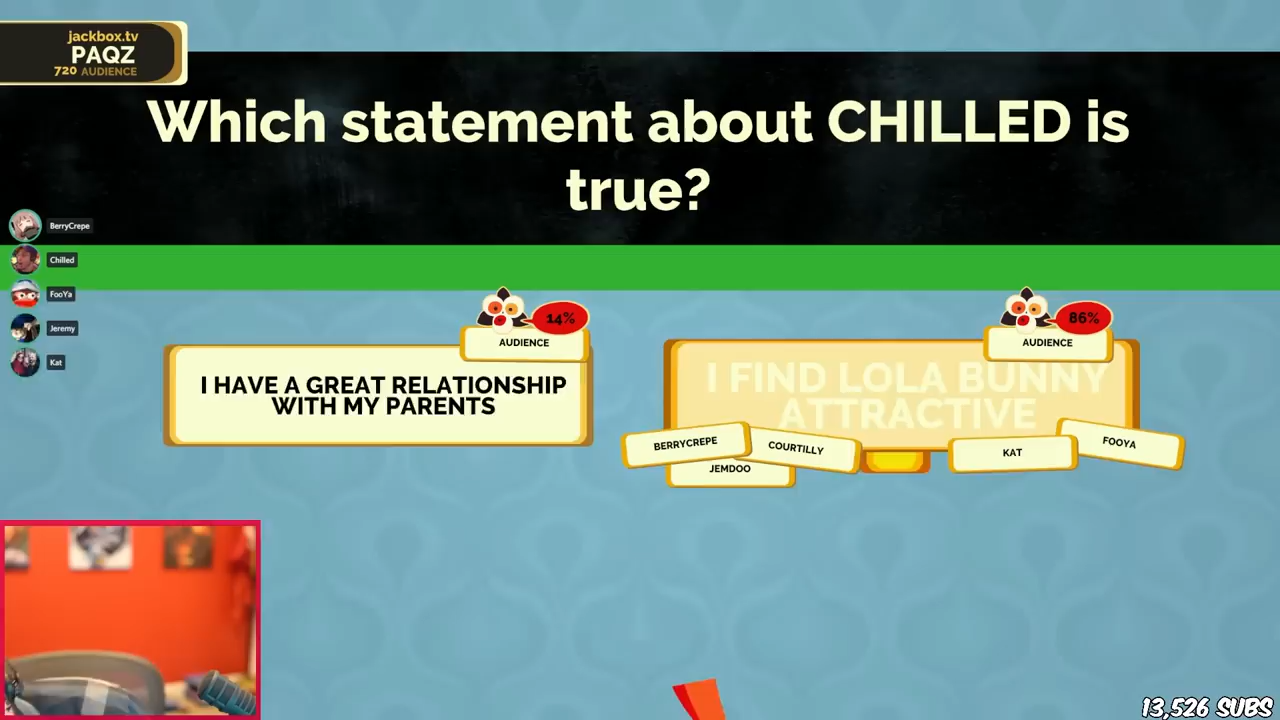 jackbox.tv
PAQZ
720 AUDIENCE
Which statement about CHILLED is
true?
BerryCrepe
Chilled
FooYa
Jeremy
Kat
14%
AUDIENCE
I HAVE A GREAT RELATIONSHIP
WITH MY PARENTS
86%
AUDIENCE
I FIND LOLA BUNNY
ATTRACTIVE
BERRYCREPE
COURTILLY
JEMDOO
KAT
FOOYA
13,526 SUBS